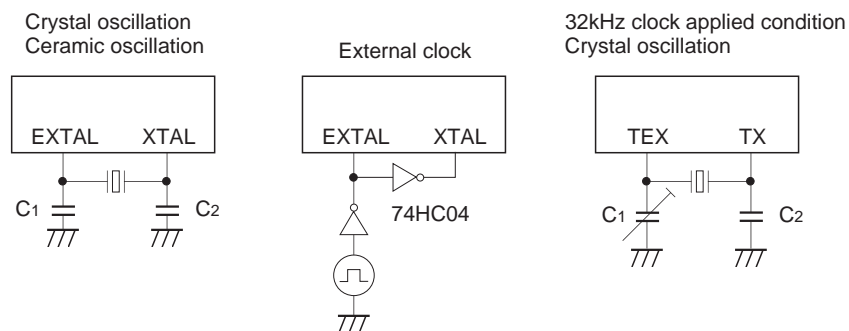 Crystal oscillation
Ceramic oscillation
EXTAL XTAL
C1 C2
External clock
EXTAL XTAL
74HC04
32kHz clock applied condition
Crystal oscillation
TEX TX
C1 C2